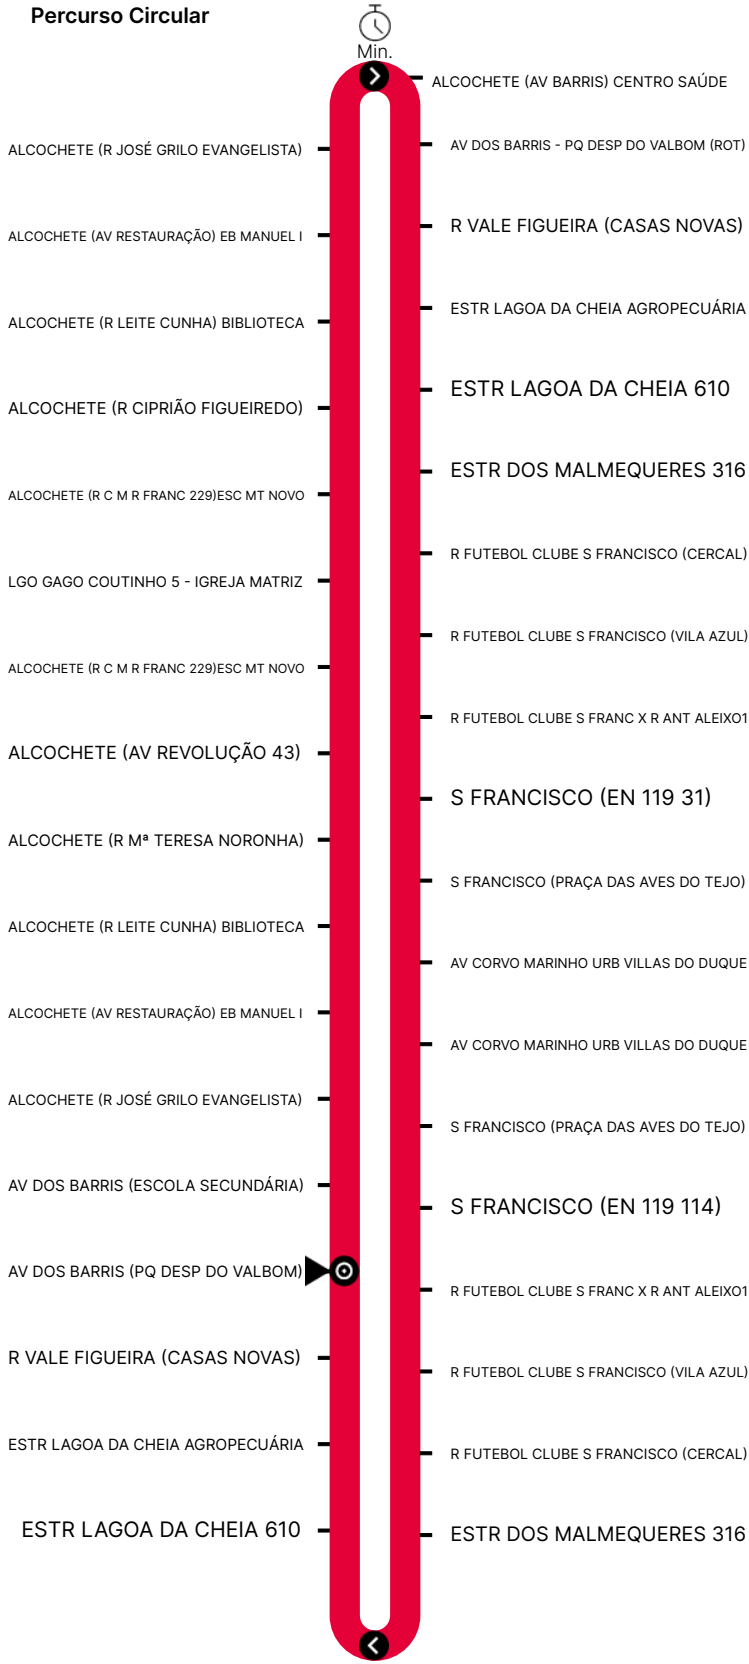 Percurso Circular
Min.
ALCOCHETE (AV BARRIS) CENTRO SAÚDE
AV DOS BARRIS - PQ DESP DO VALBOM (ROT)
R VALE FIGUEIRA (CASAS NOVAS)
ESTR LAGOA DA CHEIA AGROPECUÁRIA
ESTR LAGOA DA CHEIA 610
ESTR DOS MALMEQUERES 316
R FUTEBOL CLUBE S FRANCISCO (CERCAL)
R FUTEBOL CLUBE S FRANCISCO (VILA AZUL)
R FUTEBOL CLUBE S FRANC X R ANT ALEIXO1
S FRANCISCO (EN 119 31)
S FRANCISCO (PRAÇA DAS AVES DO TEJO)
AV CORVO MARINHO URB VILLAS DO DUQUE
AV CORVO MARINHO URB VILLAS DO DUQUE
S FRANCISCO (PRAÇA DAS AVES DO TEJO)
S FRANCISCO (EN 119 114)
R FUTEBOL CLUBE S FRANC X R ANT ALEIXO1
R FUTEBOL CLUBE S FRANCISCO (VILA AZUL)
R FUTEBOL CLUBE S FRANCISCO (CERCAL)
ESTR DOS MALMEQUERES 316
ALCOCHETE (R JOSÉ GRILO EVANGELISTA)
ALCOCHETE (AV RESTAURAÇÃO) EB MANUEL I
ALCOCHETE (R LEITE CUNHA) BIBLIOTECA
ALCOCHETE (R CIPRIÃO FIGUEIREDO)
ALCOCHETE (R C M R FRANC 229)ESC MT NOVO
LGO GAGO COUTINHO 5 - IGREJA MATRIZ
ALCOCHETE (R C M R FRANC 229)ESC MT NOVO
ALCOCHETE (AV REVOLUÇÃO 43)
ALCOCHETE (R Mª TERESA NORONHA)
ALCOCHETE (R LEITE CUNHA) BIBLIOTECA
ALCOCHETE (AV RESTAURAÇÃO) EB MANUEL I
ALCOCHETE (R JOSÉ GRILO EVANGELISTA)
AV DOS BARRIS (ESCOLA SECUNDÁRIA)
AV DOS BARRIS (PQ DESP DO VALBOM)
R VALE FIGUEIRA (CASAS NOVAS)
ESTR LAGOA DA CHEIA AGROPECUÁRIA
ESTR LAGOA DA CHEIA 610